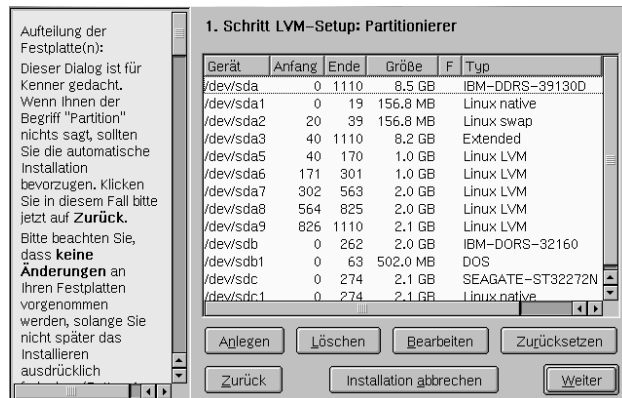 Aufteilung der
Festplatte(n):
Dieser Dialog ist für
Kenner gedacht.
Wenn Ihnen der
Begriff "Partition"
nichts sagt, sollten
Sie die automatische
Installation
bevorzugen. Klicken
Sie in diesem Fall bitte
jetzt auf Zurück.
Bitte beachten Sie,
dass keine
Änderungen an
Ihren Festplatten
vorgenommen
werden, solange Sie
nicht später das
Installieren
ausdrücklich
1. Schritt LVM-Setup: Partitionierer
Gerät Anfang Ende Größe F Typ
/dev/sda 0 1110 8.5 GB IBM-DDRS-39130D
/dev/sda1 0 19 156.8 MB Linux native
/dev/sda2 20 39 156.8 MB Linux swap
/dev/sda3 40 1110 8.2 GB Extended
/dev/sda5 40 170 1.0 GB Linux LVM
/dev/sda6 171 301 1.0 GB Linux LVM
/dev/sda7 302 563 2.0 GB Linux LVM
/dev/sda8 564 825 2.0 GB Linux LVM
/dev/sda9 826 1110 2.1 GB Linux LVM
/dev/sdb 0 262 2.0 GB IBM-DORS-32160
/dev/sdb1 0 63 502.0 MB DOS
/dev/sdc 0 274 2.1 GB SEAGATE-ST32272N
/dev/sdc1 0 274 2.1 GB Linux native
Anlegen Löschen Bearbeiten Zurücksetzen
Zurück Installation abbrechen Weiter